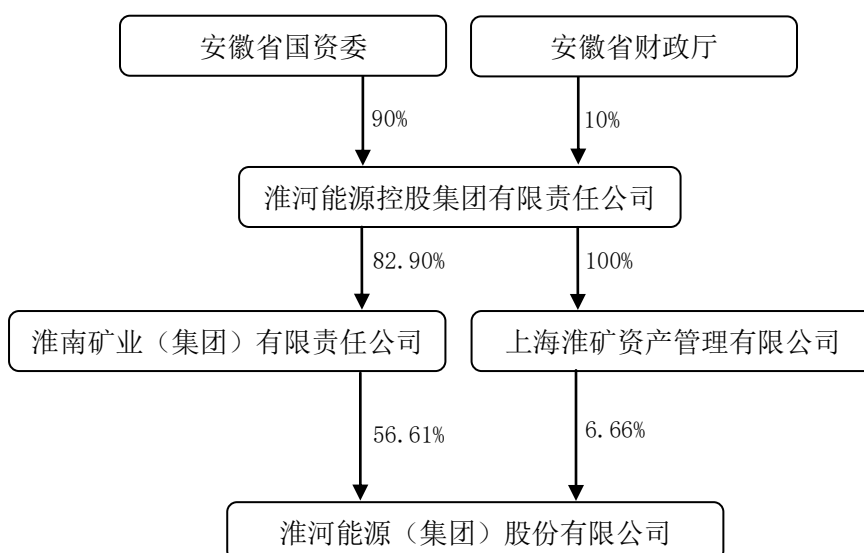 安徽省国资委
安徽省财政厅
90%
10%
淮河能源控股集团有限责任公司
82.90%
100%
淮南矿业（集团）有限责任公司
上海淮矿资产管理有限公司
56.61%
6.66%
淮河能源（集团）股份有限公司